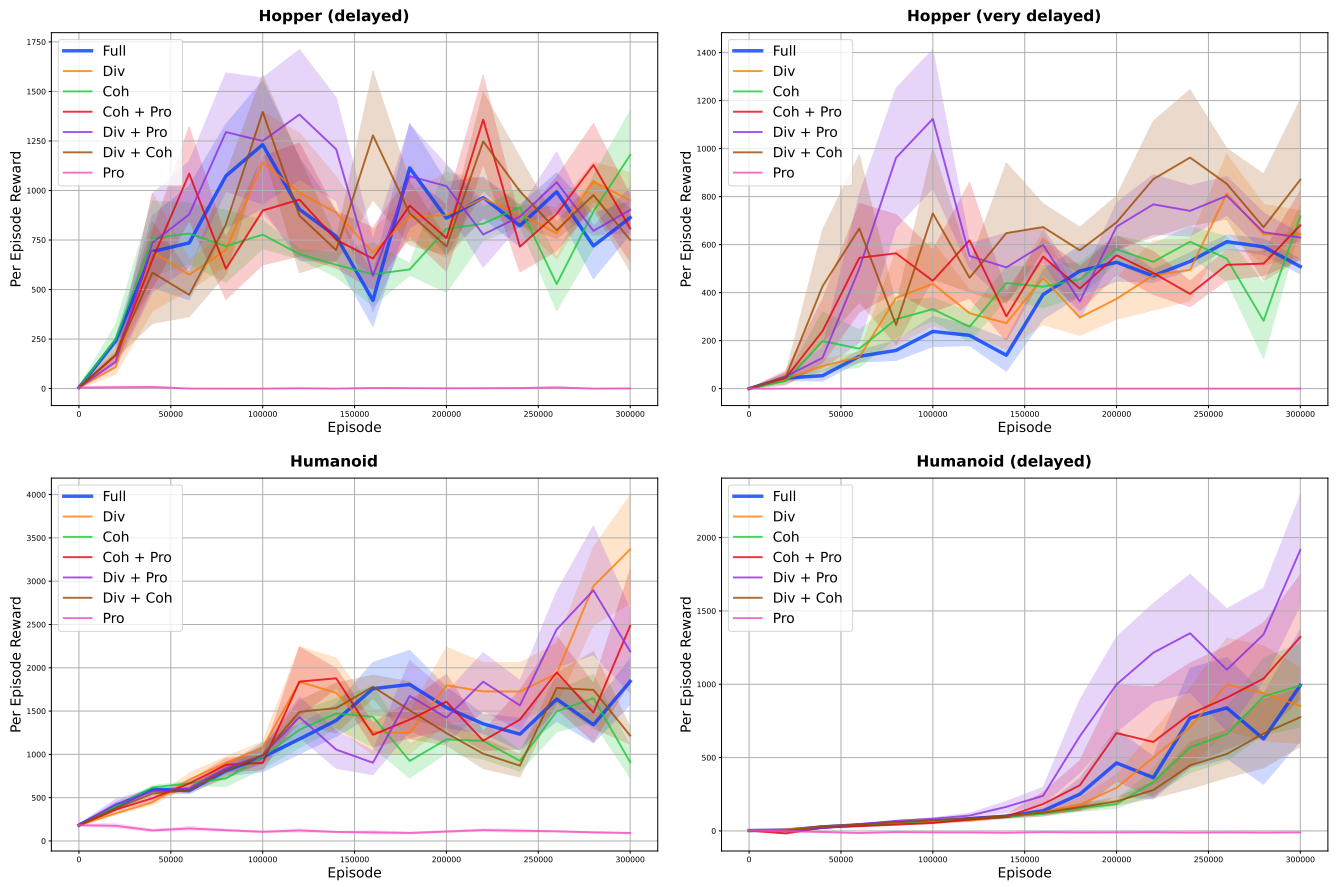 Hopper (delayed)
Per Episode Reward
1750
1500
1250
1000
750
500
250
0
Full
Div
Coh
Coh + Pro
Div + Pro
Div + Coh
Pro
0 50000 100000 150000 200000 250000 300000
Episode
Hopper (very delayed)
Per Episode Reward
1400
1200
1000
800
600
400
200
0
Full
Div
Coh
Coh + Pro
Div + Pro
Div + Coh
Pro
0 50000 100000 150000 200000 250000 300000
Episode
Humanoid
Per Episode Reward
4000
3500
3000
2500
2000
1500
1000
500
0
Full
Div
Coh
Coh + Pro
Div + Pro
Div + Coh
Pro
0 50000 100000 150000 200000 250000 300000
Episode
Humanoid (delayed)
Per Episode Reward
2000
1500
1000
500
0
Full
Div
Coh
Coh + Pro
Div + Pro
Div + Coh
Pro
0 50000 100000 150000 200000 250000 300000
Episode